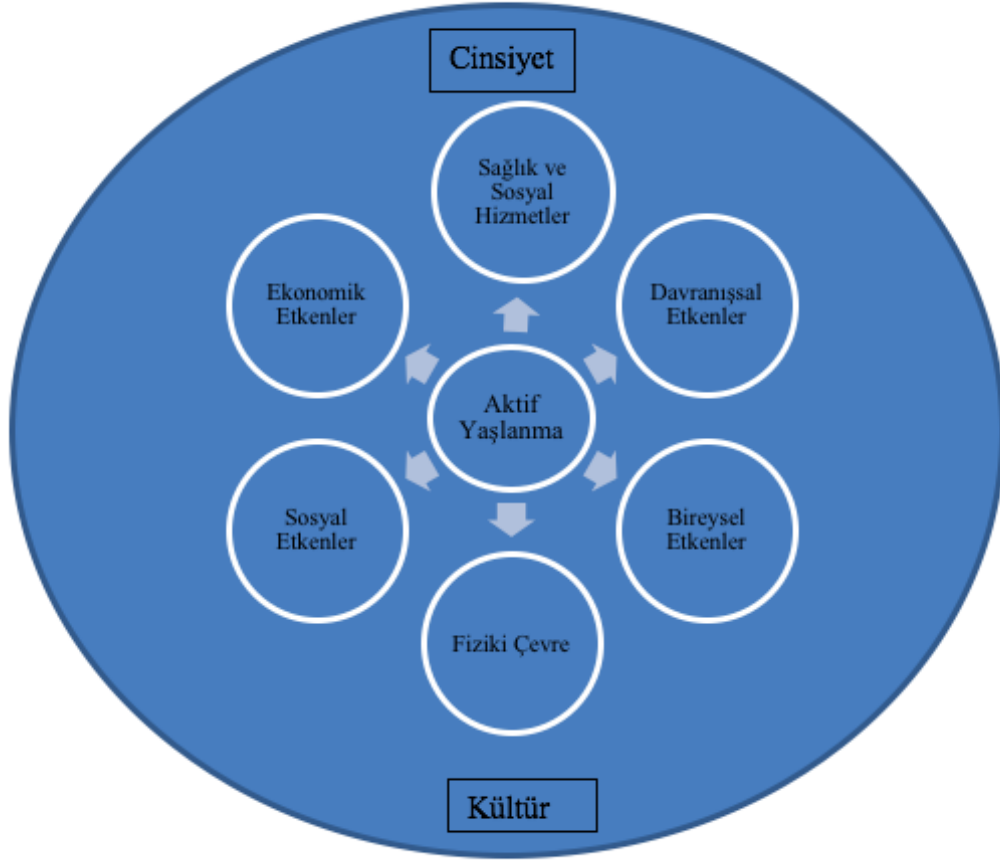 Cinsiyet
Sağlık ve
Sosyal
Hizmetler
Ekonomik
Etkenler
Davranışsal
Etkenler
Aktif
Yaşlanma
Sosyal
Etkenler
Bireysel
Etkenler
Fiziki Çevre
Kültür